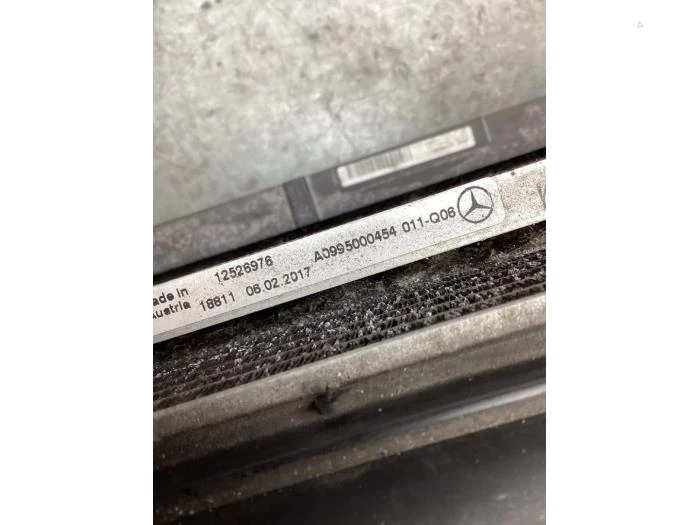 12526976 A0995000454 011-Q06
ade in
Austria 18811 06.02.2017